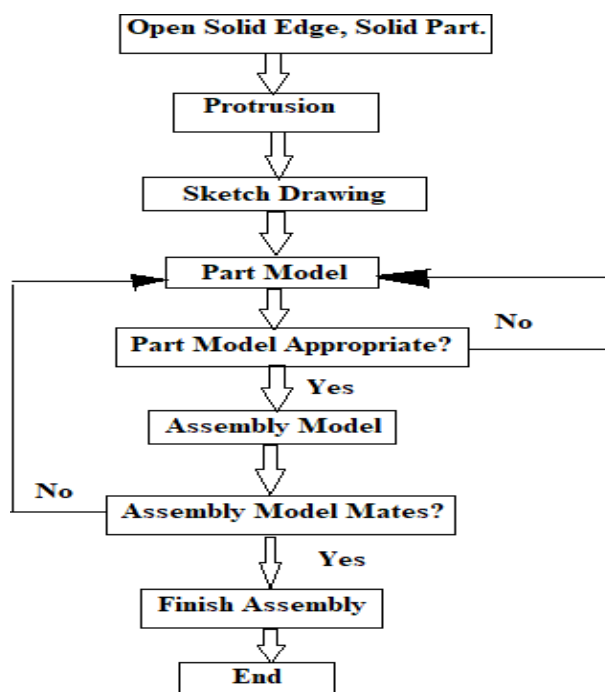 Open Solid Edge, Solid Part.
Protrusion
Sketch Drawing
Part Model
Part Model Appropriate?
No
Yes
Assembly Model
No
Assembly Model Mates?
Yes
Finish Assembly
End